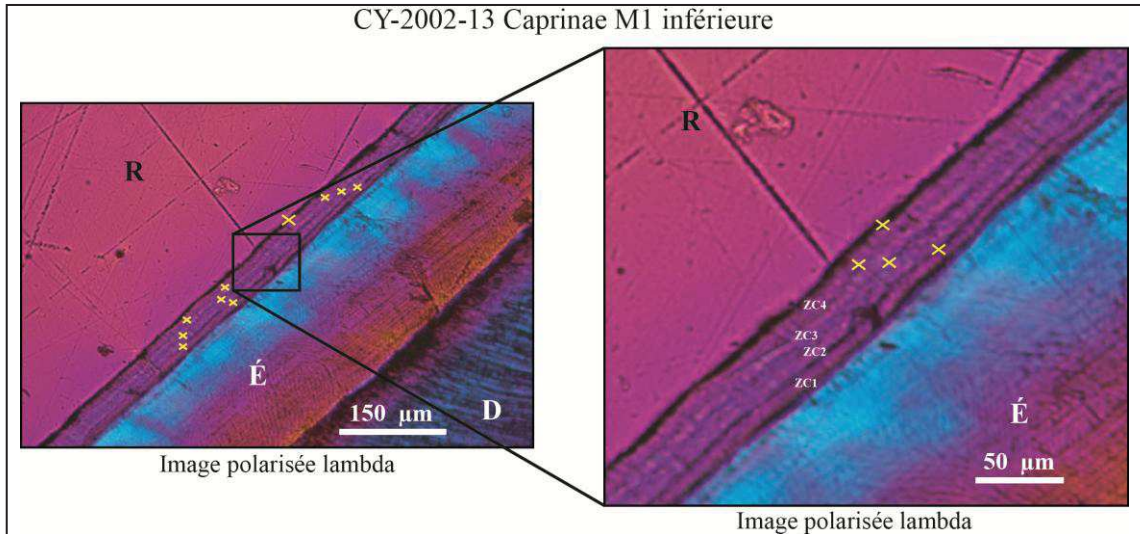 CY-2002-13 Caprinae M1 inférieure
R
É
D
150 µm
Image polarisée lambda
R
ZC4
ZC3
ZC2
ZC1
É
50 µm
Image polarisée lambda